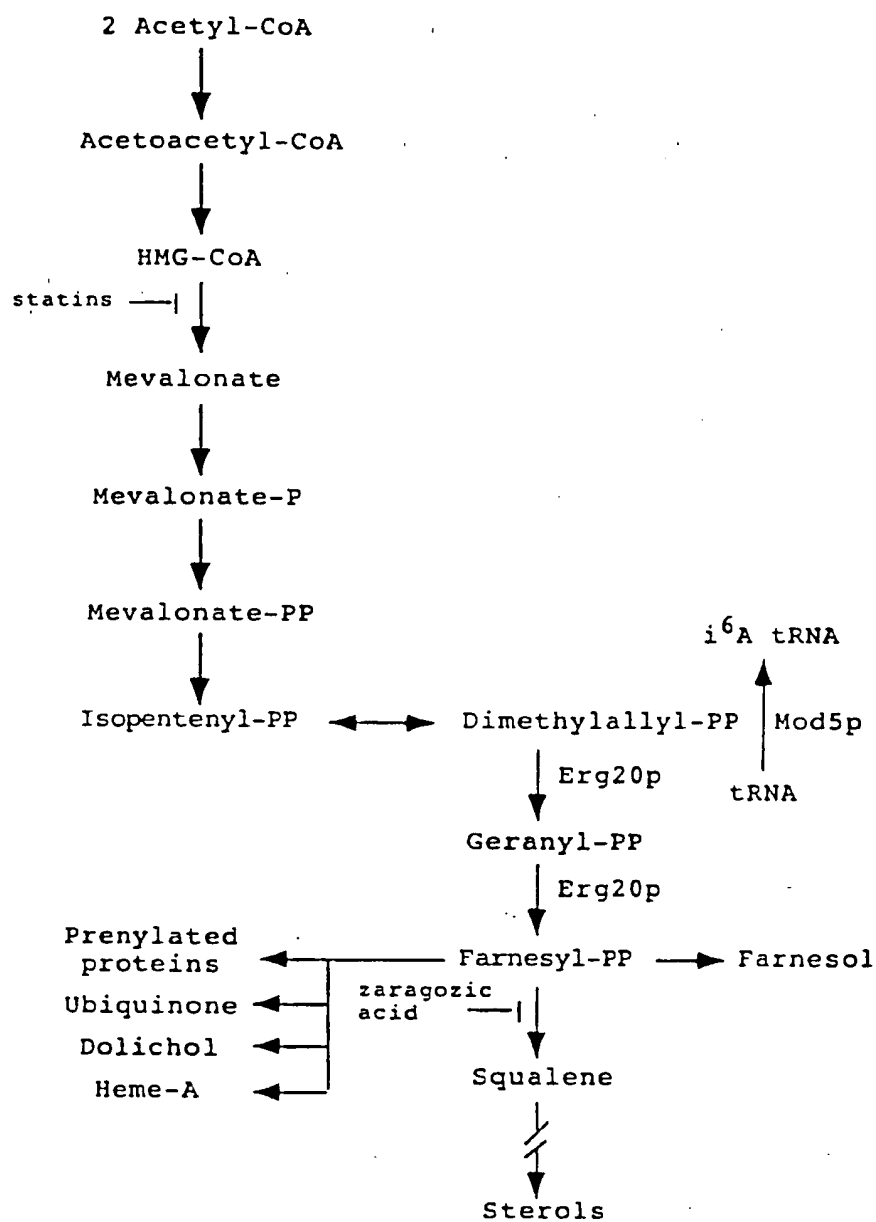 2 Acetyl-CoA
Acetoacetyl-CoA
HMG-CoA
statins
Mevalonate
Mevalonate-P
Mevalonate-PP
i6A tRNA
Isopentenyl-PP
Dimethylallyl-PP
Mod5p
Erg20p
tRNA
Geranyl-PP
Erg20p
Prenylated
proteins
Farnesyl-PP
Farnesol
Ubiquinone
zaragozic
acid
Dolichol
Heme-A
Squalene
Sterols